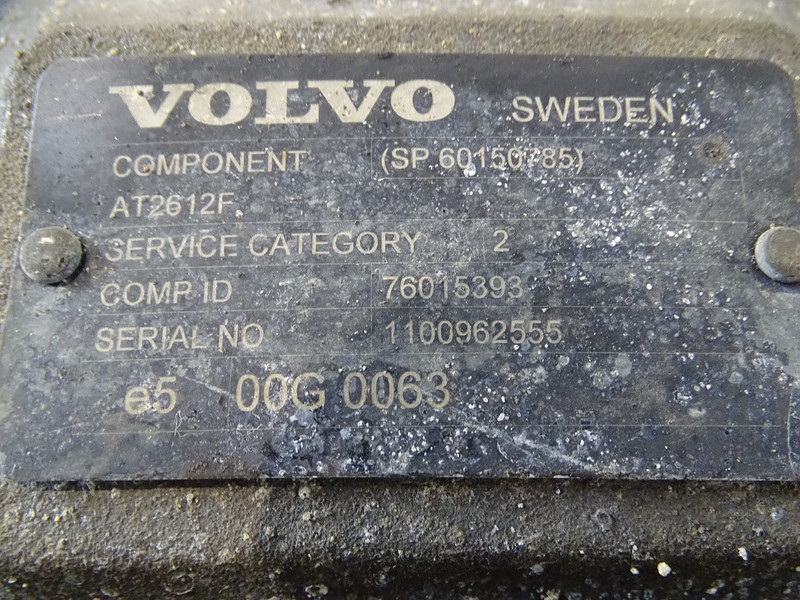 VOLVO SWEDEN
COMPONENT (SP 60150785)
AT2612F
SERVICE CATEGORY 2
COMP ID 76015393
SERIAL NO 1100962555
e5 00G 0063